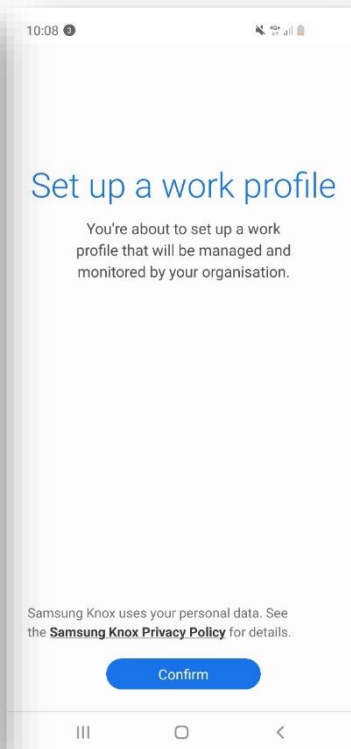 10:08 3
Set up a work profile
You're about to set up a work
profile that will be managed and
monitored by your organisation.
Samsung Knox uses your personal data. See
the Samsung Knox Privacy Policy for details.
Confirm